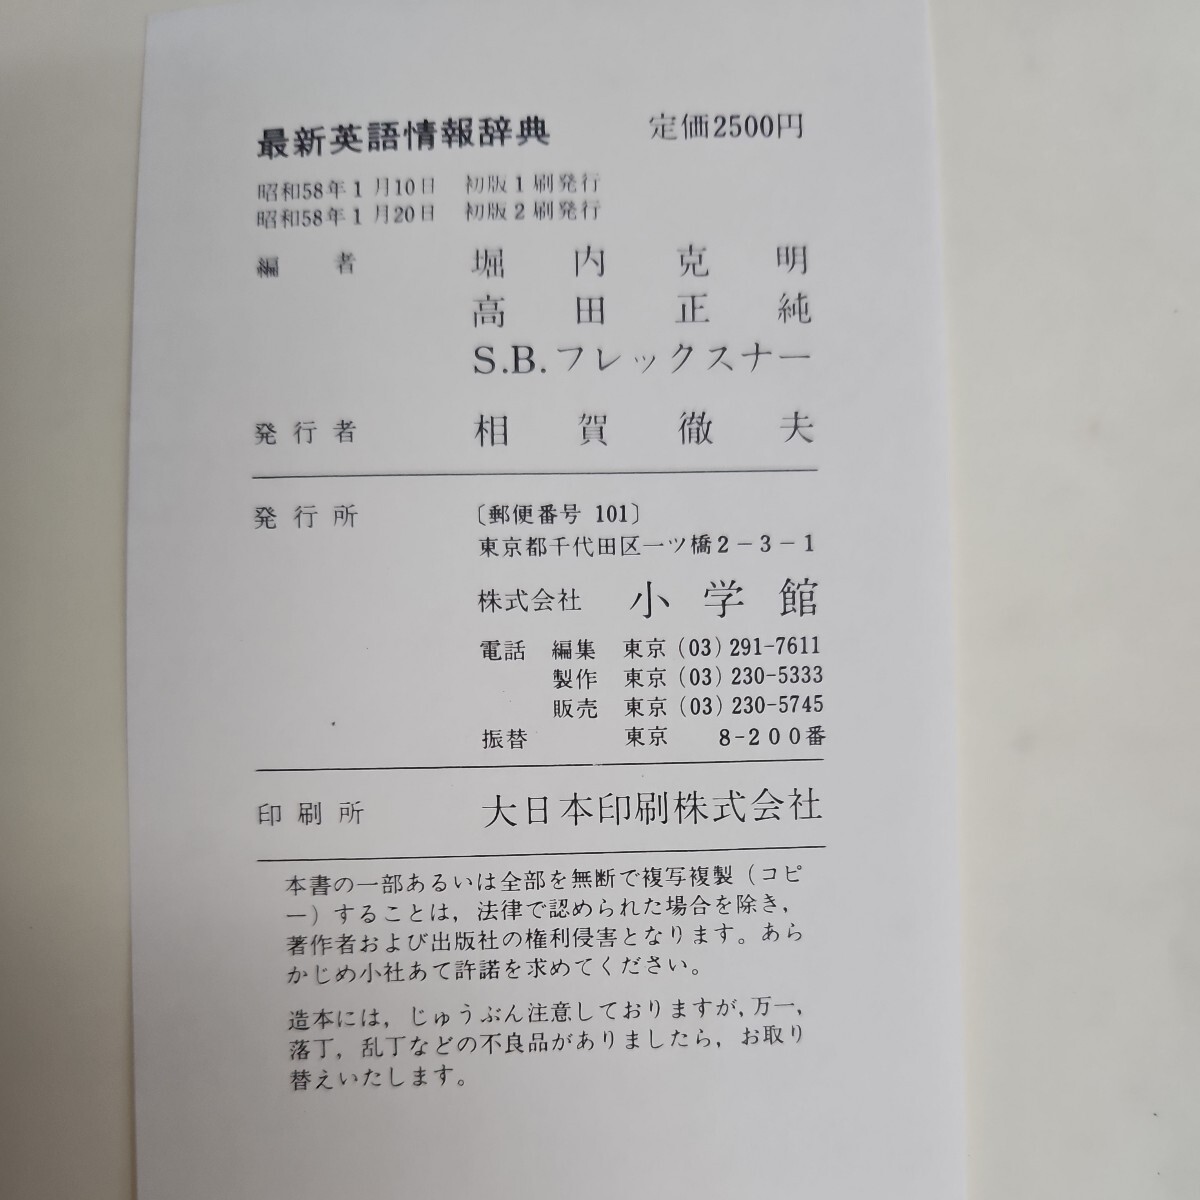 最新英語情報辞典 定価2500円
昭和58年1月10日 初版1刷発行
昭和58年1月20日 初版2刷発行
編者 堀内克明
高田正純
S.B.フレックスナー
発行者 相賀徹夫
発行所 〔郵便番号 101〕
東京都千代田区一ツ橋2-3-1
株式会社 小学館
電話 編集 東京(03)291-7611
製作 東京(03)230-5333
販売 東京(03)230-5745
振替 東京 8-200番
印刷所 大日本印刷株式会社
本書の一部あるいは全部を無断で複写複製(コピ
ー)することは,法律で認められた場合を除き,
著作者および出版社の権利侵害となります。あら
かじめ小社あて許諾を求めてください。
造本には,じゅうぶん注意しておりますが,万一,
落丁,乱丁などの不良品がありましたら,お取り
替えいたします。